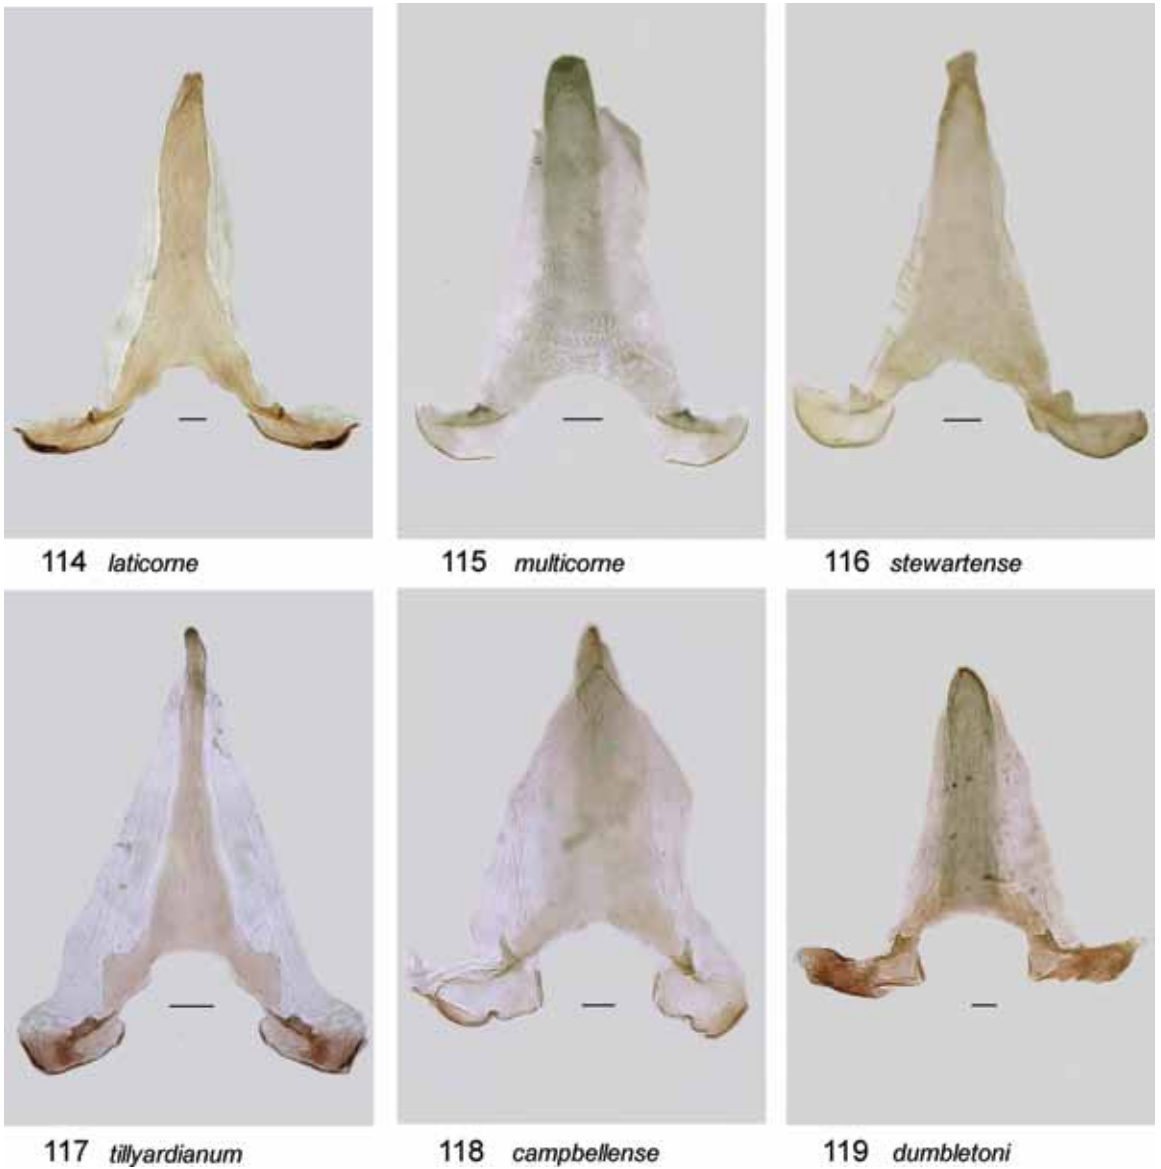 114 laticorne
115 multicorne
116 stewartense
117 tillyardianum
118 campbellense
119 dumbletoni